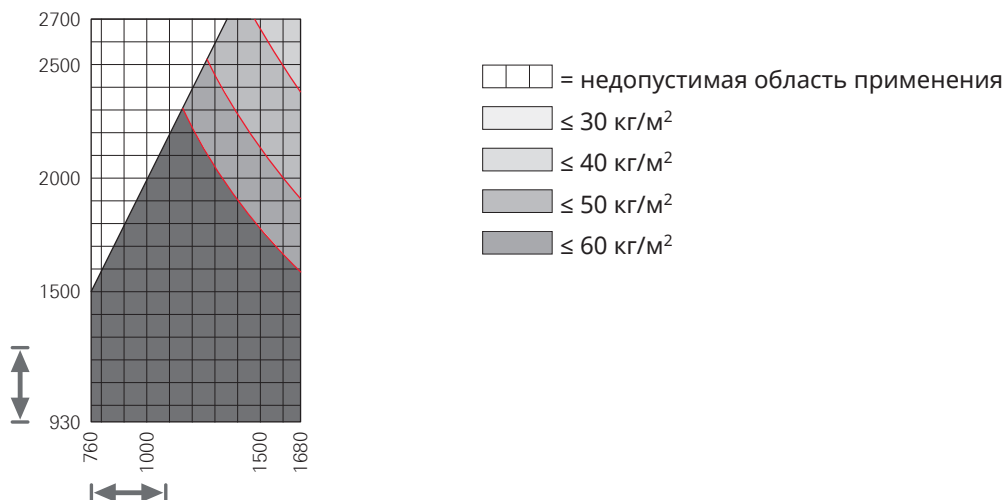 2700
2500
2000
1500
930
760
1000
1500
1680
= недопустимая область применения
≤ 30 кг/м²
≤ 40 кг/м²
≤ 50 кг/м²
≤ 60 кг/м²